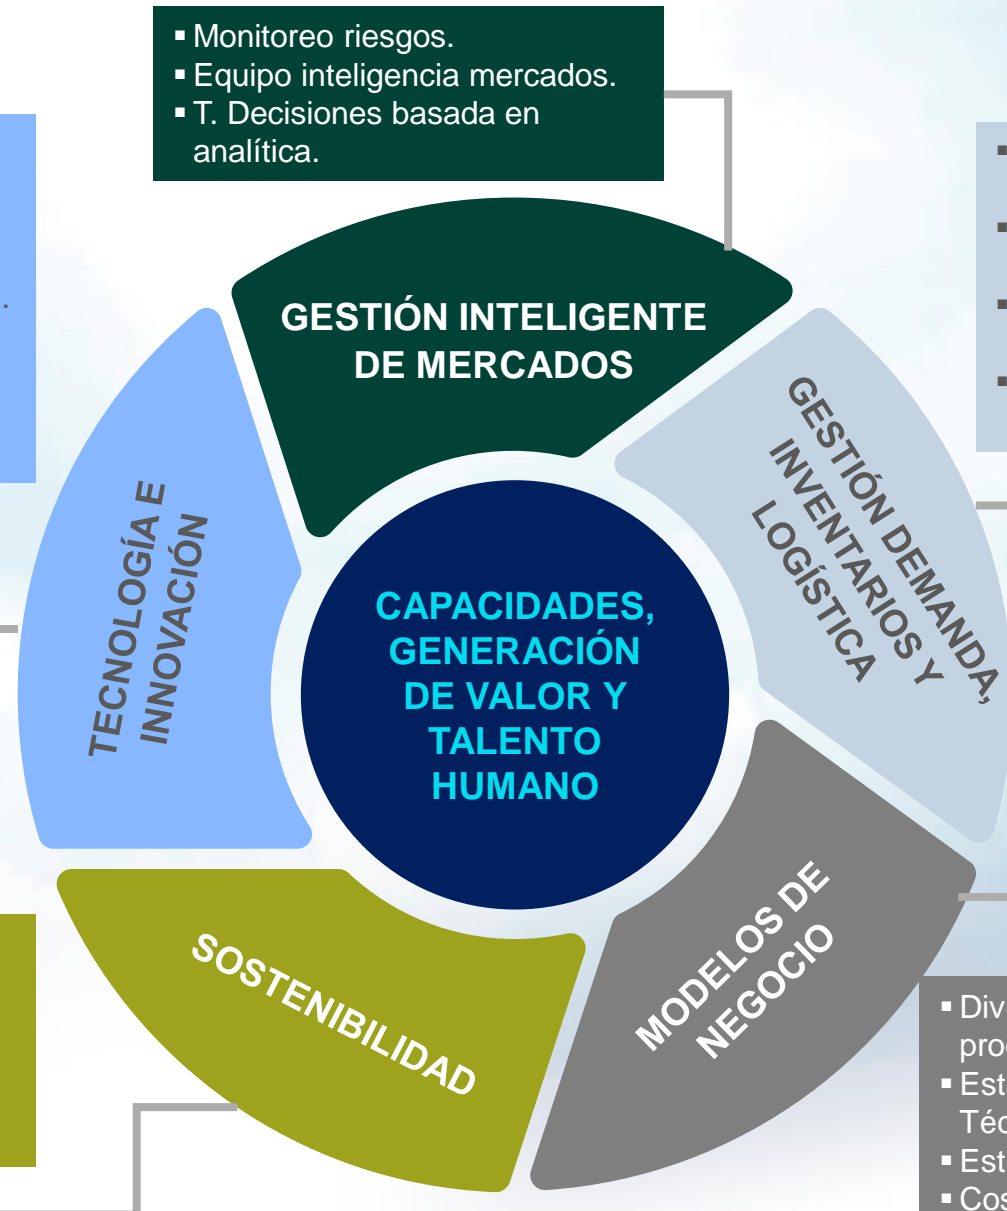 ▪ Monitoreo riesgos.
▪ Equipo inteligencia mercados.
▪ T. Decisiones basada en
analítica.
GESTIÓN INTELIGENTE
DE MERCADOS
GESTIÓN DEMANDA,
INVENTARIOS Y
LOGÍSTICA
TECNOLOGÍA E
INNOVACIÓN
CAPACIDADES,
GENERACIÓN
DE VALOR Y
TALENTO
HUMANO
MODELOS DE
NEGOCIO
SOSTENIBILIDAD